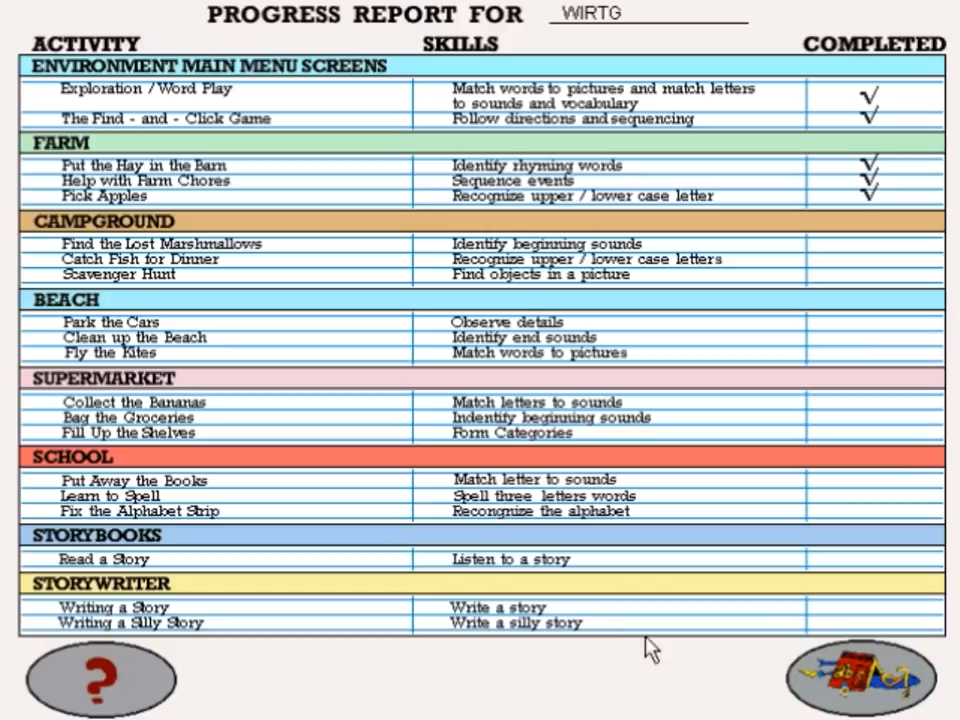 PROGRESS REPORT FOR WIRTG
ACTIVITY SKILLS COMPLETED
ENVIRONMENT MAIN MENU SCREENS
Exploration / Word Play Match words to pictures and match letters
to sounds and vocabulary √
The Find - and - Click Game Follow directions and sequencing √
FARM
Put the Hay in the Barn Identify rhyming words √
Help with Farm Chores Sequence events √
Pick Apples Recognize upper / lower case letter √
CAMPGROUND
Find the Lost Marshmallows Identify beginning sounds
Catch Fish for Dinner Recognize upper / lower case letters
Scavenger Hunt Find objects in a picture
BEACH
Park the Cars Observe details
Clean up the Beach Identify end sounds
Fly the Kites Match words to pictures
SUPERMARKET
Collect the Bananas Match letters to sounds
Bag the Groceries Indentify beginning sounds
Fill Up the Shelves Form Categories
SCHOOL
Put Away the Books Match letter to sounds
Learn to Spell Spell three letters words
Fix the Alphabet Strip Recongnize the alphabet
STORYBOOKS
Read a Story Listen to a story
STORYWRITER
Writing a Story Write a story
Writing a Silly Story Write a silly story
?